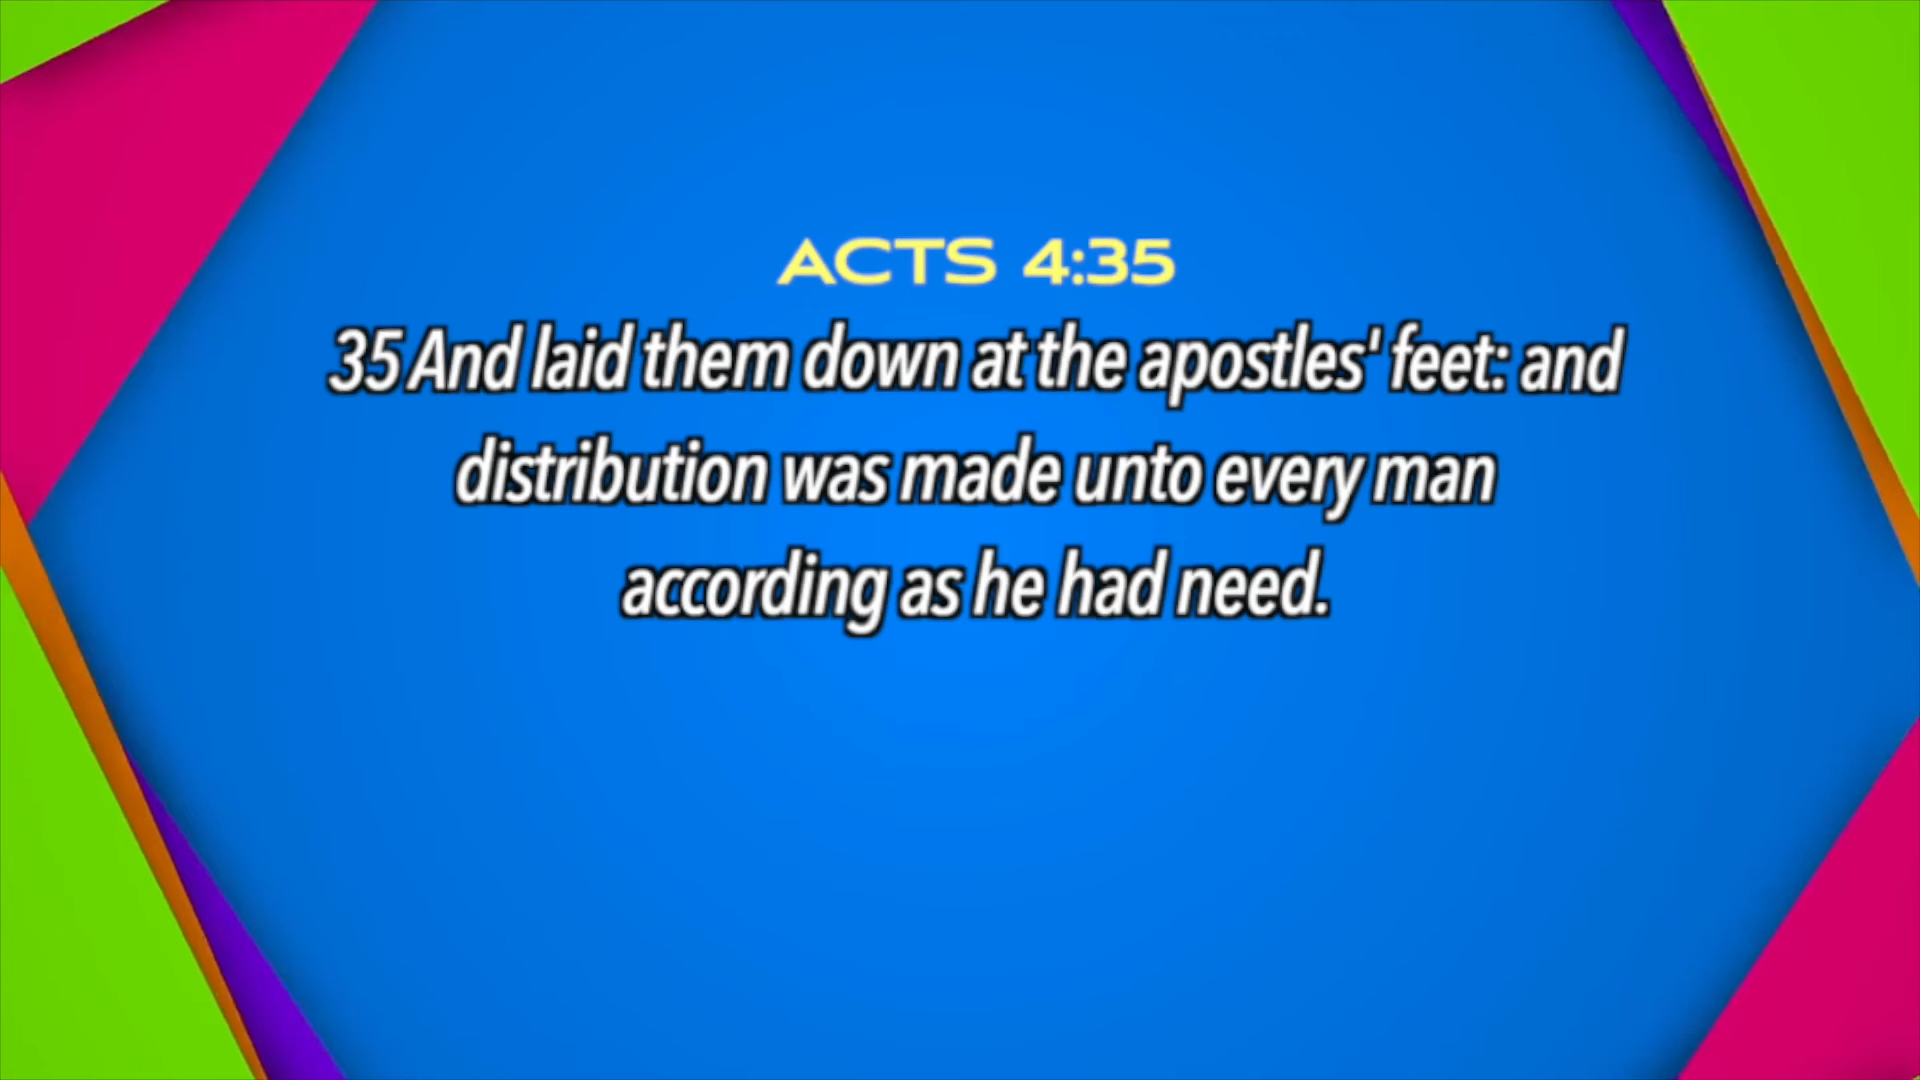 ACTS 4:35
35 And laid them down at the apostles' feet: and
distribution was made unto every man
according as he had need.